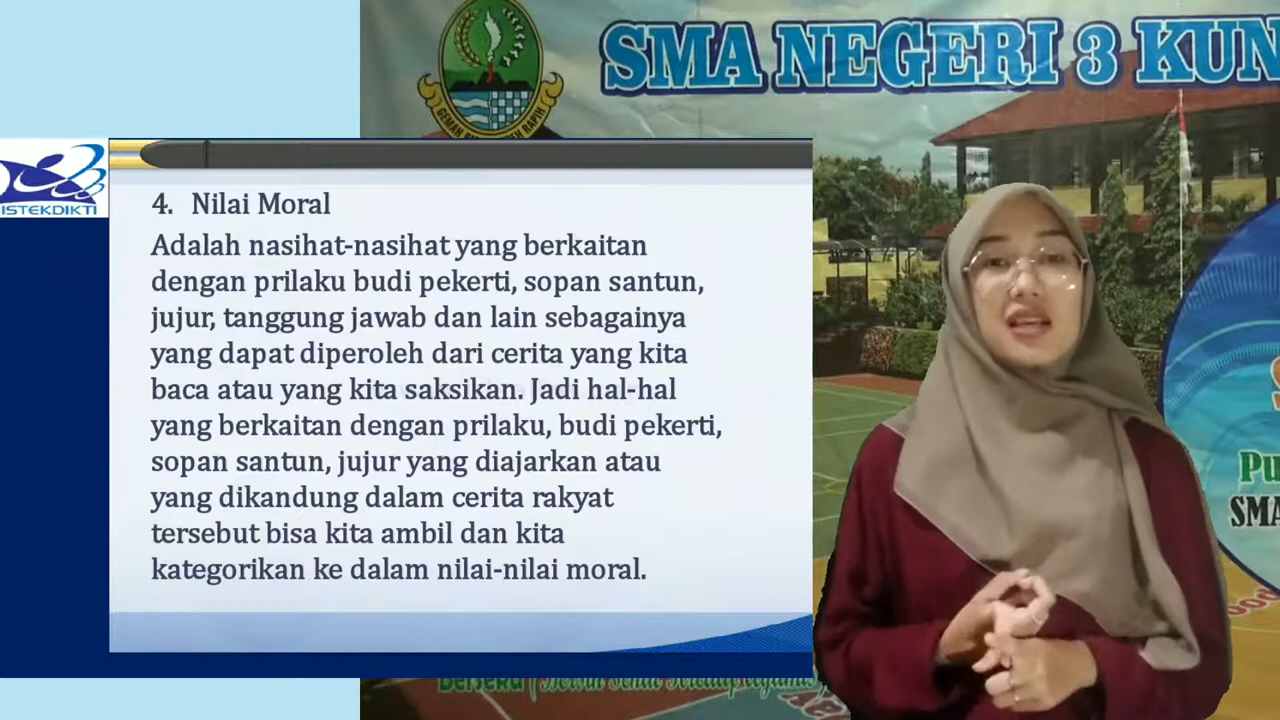 SMA NEGERI 3 KUN
ISTEKDIKTI
4. Nilai Moral
Adalah nasihat-nasihat yang berkaitan
dengan prilaku budi pekerti, sopan santun,
jujur, tanggung jawab dan lain sebagainya
yang dapat diperoleh dari cerita yang kita
baca atau yang kita saksikan. Jadi hal-hal
yang berkaitan dengan prilaku, budi pekerti,
sopan santun, jujur yang diajarkan atau
yang dikandung dalam cerita rakyat
tersebut bisa kita ambil dan kita
kategorikan ke dalam nilai-nilai moral.
Pu
SMA